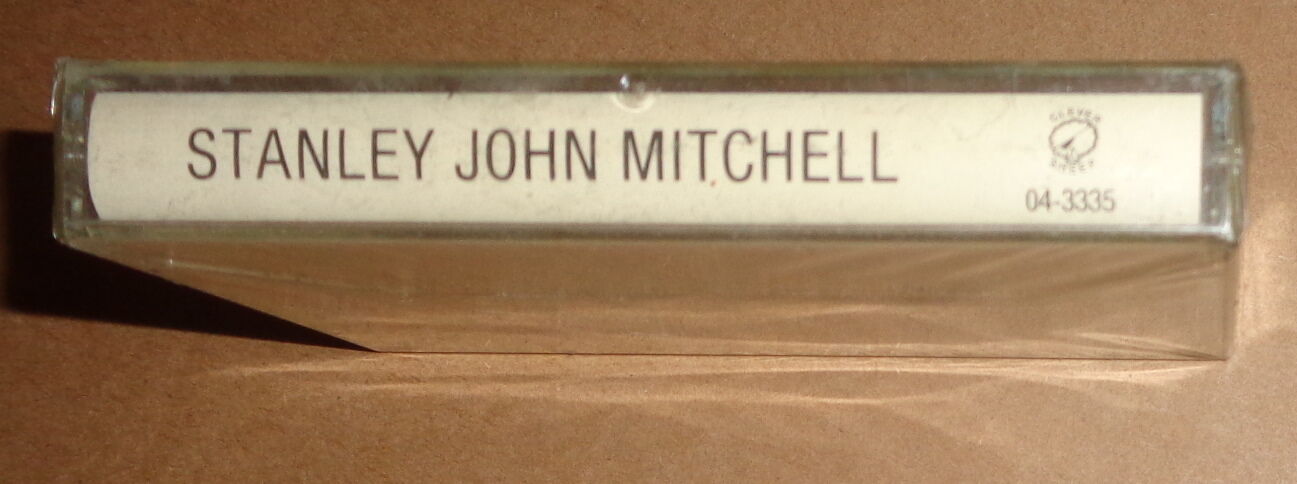 STANLEY JOHN MITCHELL
CLEVER
SHEEP
04-3335